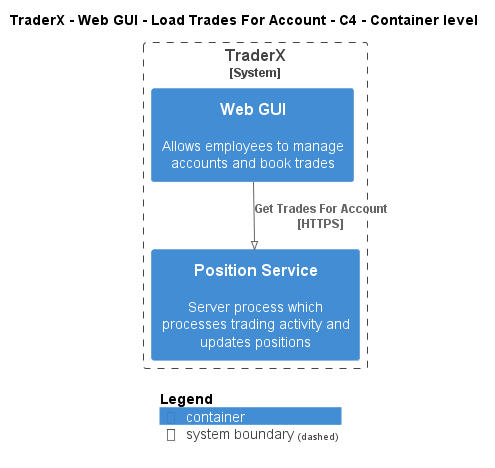 TraderX - Web GUI - Load Trades For Account - C4 - Container level
TraderX
[System]
Web GUI
Allows employees to manage
accounts and book trades
Get Trades For Account
[HTTPS]
Position Service
Server process which
processes trading activity and
updates positions
Legend
container
system boundary (dashed)